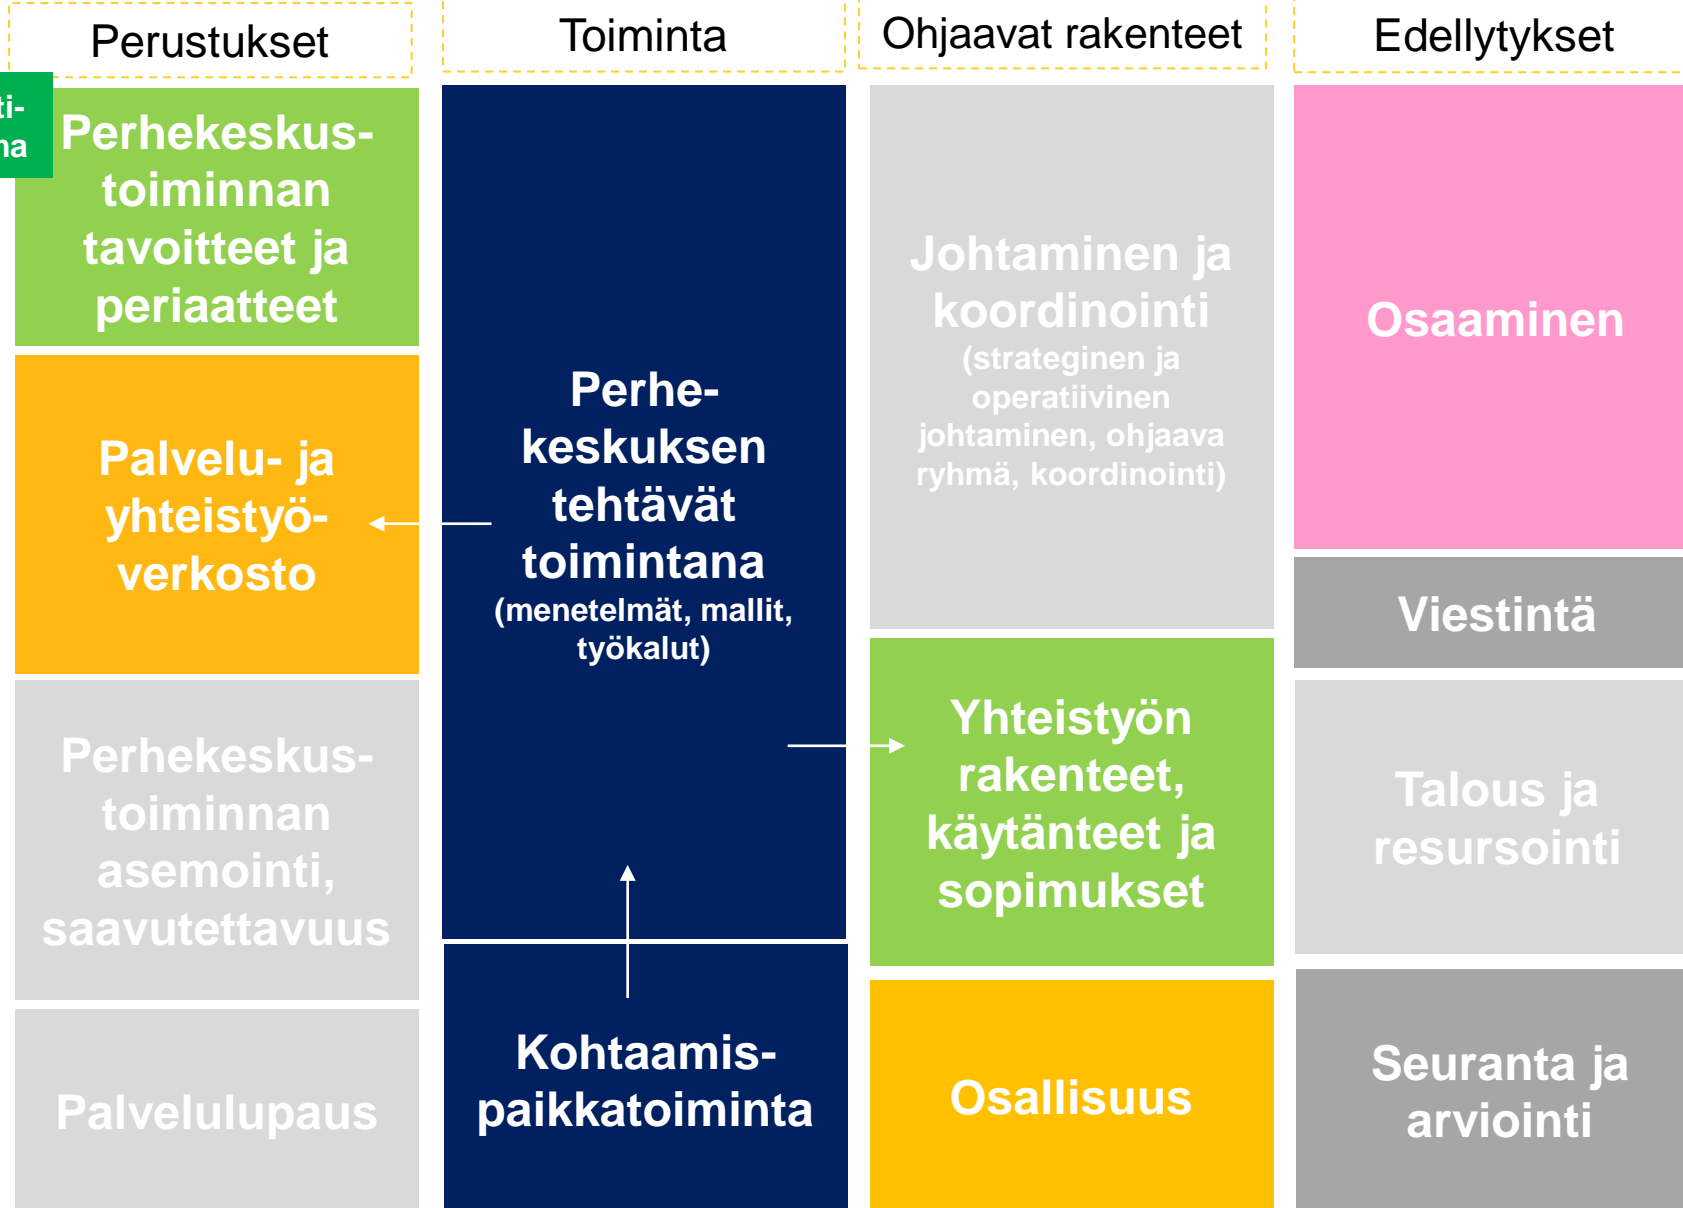 Perustukset
Toiminta
Ohjaavat rakenteet
Edellytykset
Perhekeskus-
toiminnan
tavoitteet ja
periaatteet
Palvelu- ja
yhteistyö-
verkosto
Perhekeskus-
toiminnan
asemointi,
saavutettavuus
Palvelulupaus
Perhe-
keskuksen
tehtävät
toimintana
(menetelmät, mallit,
työkalut)
Kohtaamis-
paikkatoiminta
Johtaminen ja
koordinointi
(strateginen ja
operatiivinen
johtaminen, ohjaava
ryhmä, koordinointi)
Yhteistyön
rakenteet,
käytänteet ja
sopimukset
Osallisuus
Osaaminen
Viestintä
Talous ja
resursointi
Seuranta ja
arviointi